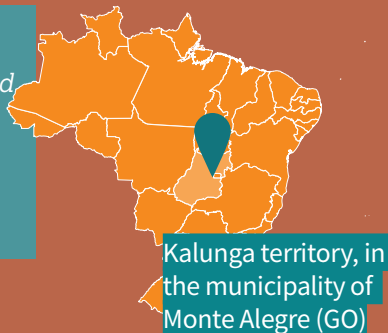 d
Kalunga territory, in
the municipality of
Monte Alegre (GO)